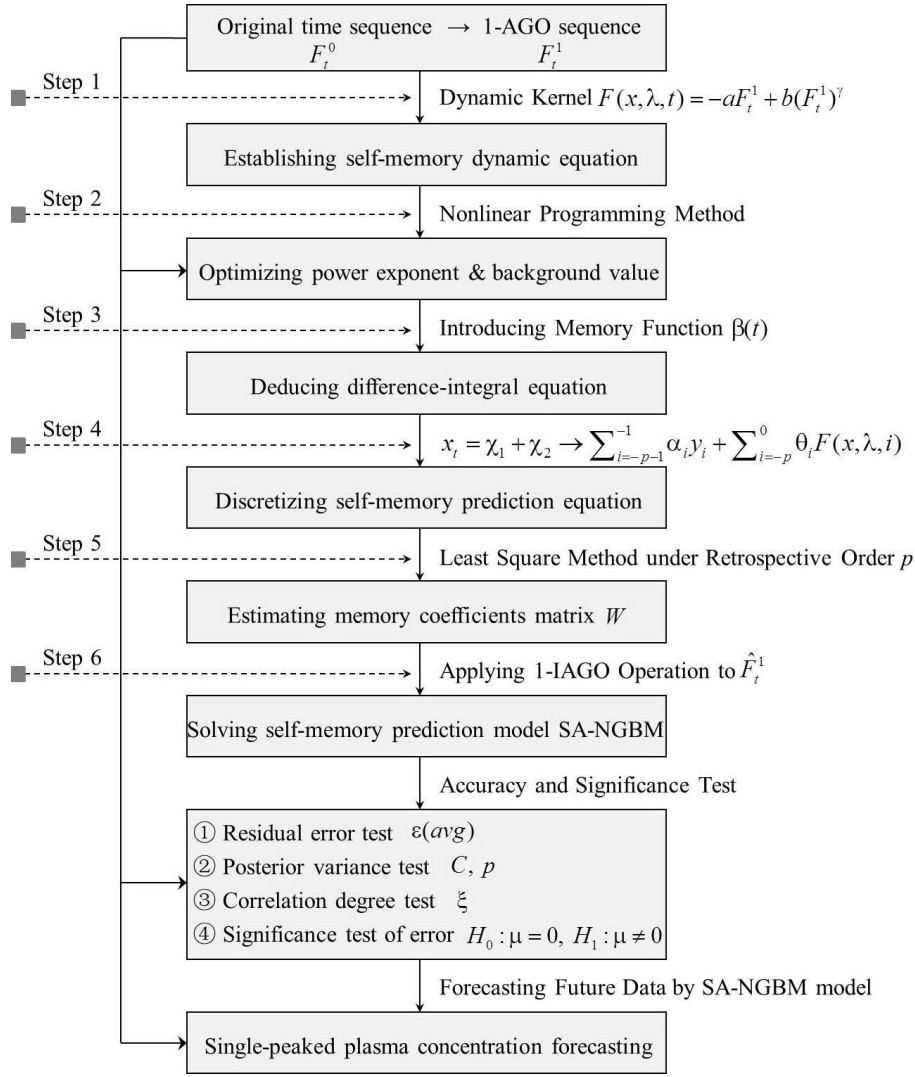 Original time sequence → 1-AGO sequence
F_t^0 F_t^1
Step 1
Dynamic Kernel F(x,λ,t) = −aF_t^1 + b(F_t^1)^γ
Establishing self-memory dynamic equation
Step 2
Nonlinear Programming Method
Optimizing power exponent & background value
Step 3
Introducing Memory Function β(t)
Deducing difference-integral equation
Step 4
x_t = χ_1 + χ_2 → ∑_{i=−p−1}^{−1} α_i y_i + ∑_{i=−p}^{0} θ_i F(x,λ,i)
Discretizing self-memory prediction equation
Step 5
Least Square Method under Retrospective Order p
Estimating memory coefficients matrix W
Step 6
Applying 1-IAGO Operation to F̂_t^1
Solving self-memory prediction model SA-NGBM
Accuracy and Significance Test
① Residual error test ε(avg)
② Posterior variance test C, p
③ Correlation degree test ξ
④ Significance test of error H_0 : μ = 0, H_1 : μ ≠ 0
Forecasting Future Data by SA-NGBM model
Single-peaked plasma concentration forecasting